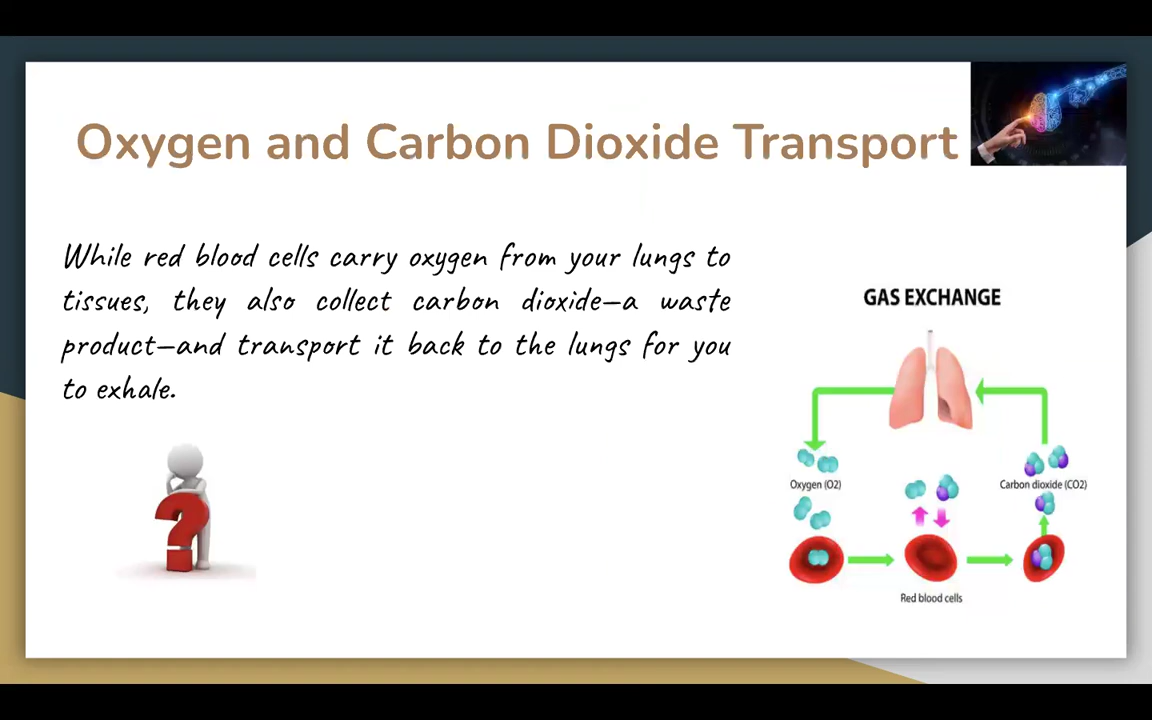 Oxygen and Carbon Dioxide Transport
While red blood cells carry oxygen from your lungs to
tissues, they also collect carbon dioxide—a waste
product—and transport it back to the lungs for you
to exhale.
GAS EXCHANGE
Oxygen (O2)
Carbon dioxide (CO2)
Red blood cells